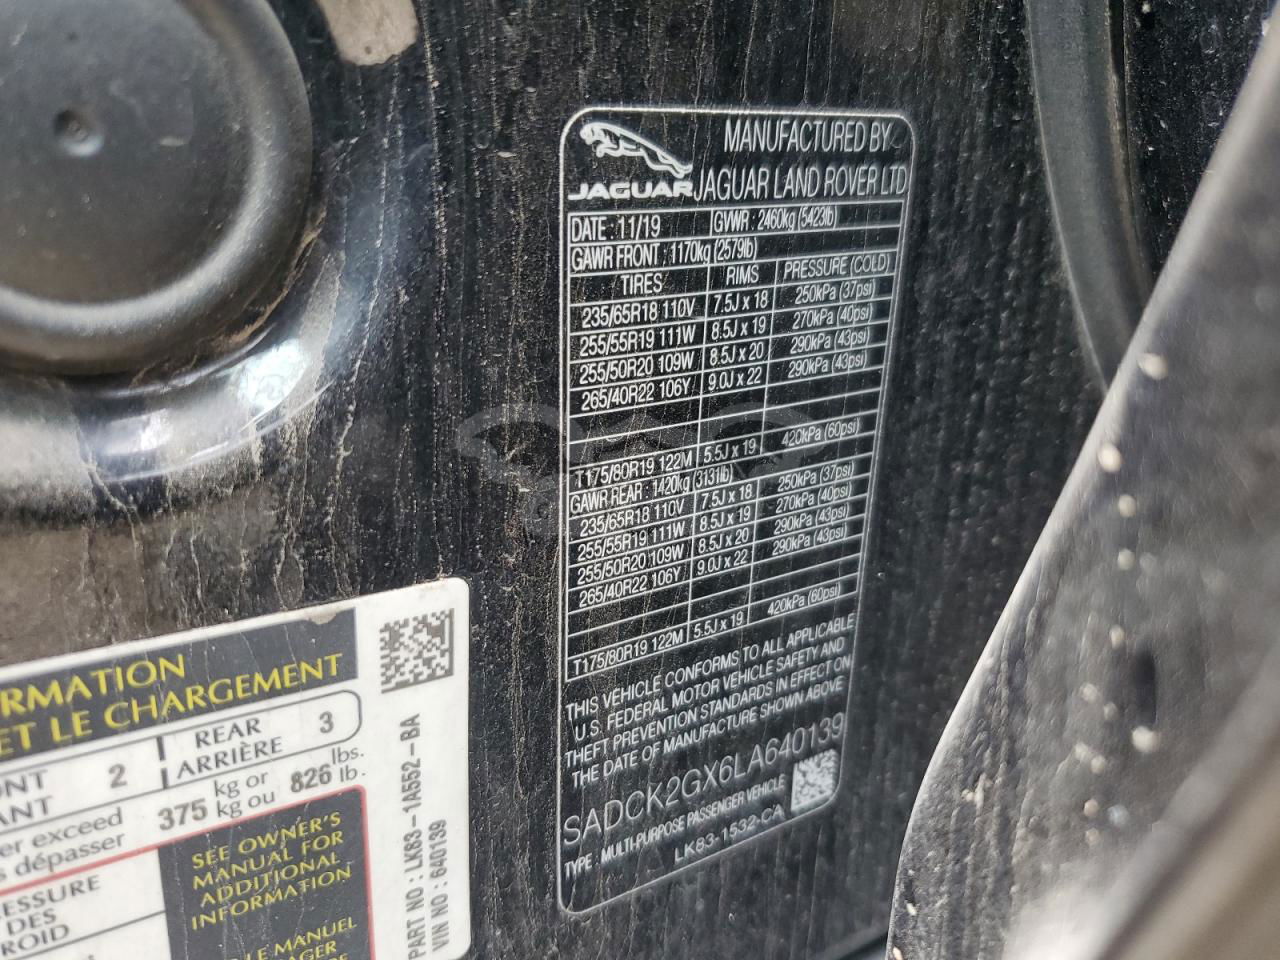 JAGUAR
MANUFACTURED BY
JAGUAR LAND ROVER LTD
DATE : 11/19 GVWR : 2460kg (5423lb)
GAWR FRONT : 1170kg (2579lb)
TIRES RIMS PRESSURE (COLD)
235/65R18 110V 7.5J x 18 250kPa (37psi)
255/55R19 111W 8.5J x 19 270kPa (40psi)
255/50R20 109W 8.5J x 20 290kPa (43psi)
265/40R22 106Y 9.0J x 22 290kPa (43psi)
T175/80R19 122M 5.5J x 19 420kPa (60psi)
GAWR REAR : 1420kg (3131lb)
235/65R18 110V 7.5J x 18 250kPa (37psi)
255/55R19 111W 8.5J x 19 270kPa (40psi)
255/50R20 109W 8.5J x 20 290kPa (43psi)
265/40R22 106Y 9.0J x 22 290kPa (43psi)
T175/80R19 122M 5.5J x 19 420kPa (60psi)
THIS VEHICLE CONFORMS TO ALL APPLICABLE
U.S. FEDERAL MOTOR VEHICLE SAFETY AND
THEFT PREVENTION STANDARDS IN EFFECT ON
THE DATE OF MANUFACTURE SHOWN ABOVE
SADCK2GX6LA640139
TYPE : MULTI-PURPOSE PASSENGER VEHICLE
LK83-1532-CA
RMATION
ET LE CHARGEMENT
ONT 2 REAR 3
ANT ARRIÈRE
er exceed 375 kg or 826 lbs.
s dépasser kg ou lb.
ESSURE
DES
ROID
SEE OWNER'S
MANUAL FOR
ADDITIONAL
INFORMATION
LE MANUEL
PART NO : LK83-1A552-BA
VIN NO : 640139